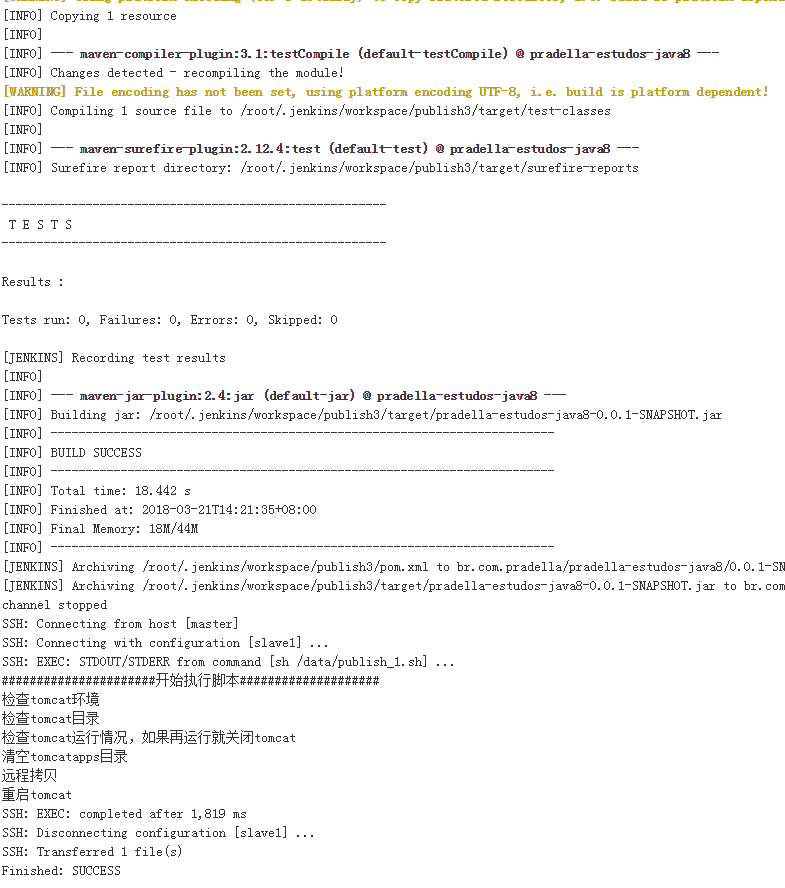 [INFO] Copying 1 resource
[INFO]
[INFO] --- maven-compiler-plugin:3.1:testCompile (default-testCompile) @ pradella-estudos-java8 ---
[INFO] Changes detected - recompiling the module!
[WARNING] File encoding has not been set, using platform encoding UTF-8, i.e. build is platform dependent!
[INFO] Compiling 1 source file to /root/.jenkins/workspace/publish3/target/test-classes
[INFO]
[INFO] --- maven-surefire-plugin:2.12.4:test (default-test) @ pradella-estudos-java8 ---
[INFO] Surefire report directory: /root/.jenkins/workspace/publish3/target/surefire-reports
-------------------------------------------------------
T E S T S
-------------------------------------------------------
Results :
Tests run: 0, Failures: 0, Errors: 0, Skipped: 0
[JENKINS] Recording test results
[INFO]
[INFO] --- maven-jar-plugin:2.4:jar (default-jar) @ pradella-estudos-java8 ---
[INFO] Building jar: /root/.jenkins/workspace/publish3/target/pradella-estudos-java8-0.0.1-SNAPSHOT.jar
[INFO] ------------------------------------------------------------------------
[INFO] BUILD SUCCESS
[INFO] ------------------------------------------------------------------------
[INFO] Total time: 18.442 s
[INFO] Finished at: 2018-03-21T14:21:35+08:00
[INFO] Final Memory: 18M/44M
[INFO] ------------------------------------------------------------------------
[JENKINS] Archiving /root/.jenkins/workspace/publish3/pom.xml to br.com.pradella/pradella-estudos-java8/0.0.1-SN
[JENKINS] Archiving /root/.jenkins/workspace/publish3/target/pradella-estudos-java8-0.0.1-SNAPSHOT.jar to br.com
channel stopped
SSH: Connecting from host [master]
SSH: Connecting with configuration [slave1] ...
SSH: EXEC: STDOUT/STDERR from command [sh /data/publish_1.sh] ...
######################开始执行脚本####################
检查tomcat环境
检查tomcat目录
检查tomcat运行情况，如果再运行就关闭tomcat
清空tomcatapps目录
远程拷贝
重启tomcat
SSH: EXEC: completed after 1,819 ms
SSH: Disconnecting configuration [slave1] ...
SSH: Transferred 1 file(s)
Finished: SUCCESS